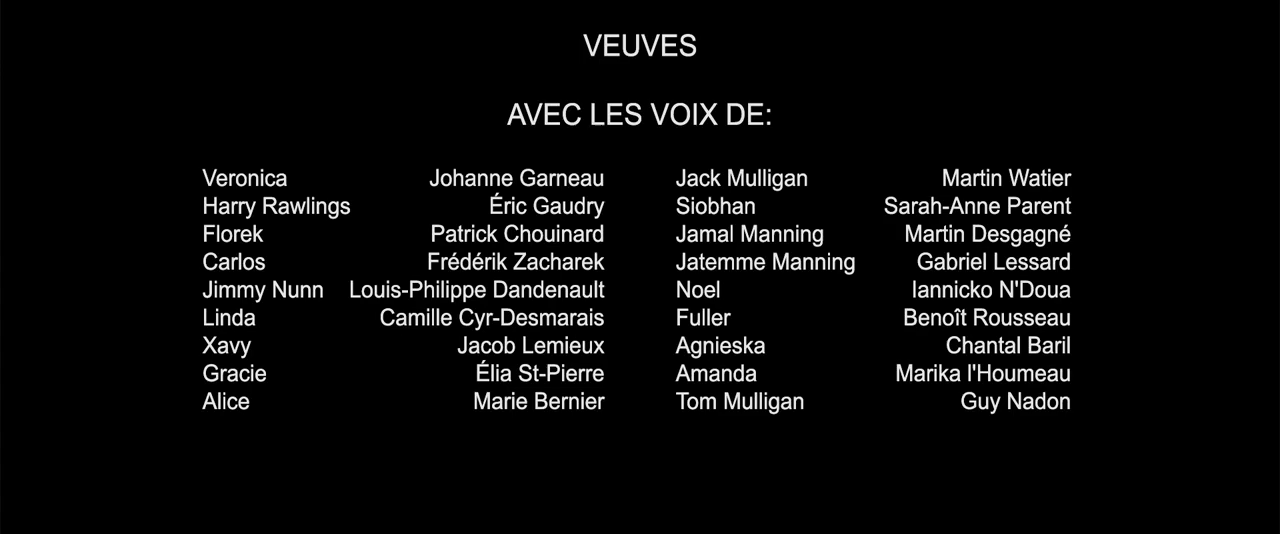 VEUVES
AVEC LES VOIX DE:
Veronica Johanne Garneau Jack Mulligan Martin Watier
Harry Rawlings Éric Gaudry Siobhan Sarah-Anne Parent
Florek Patrick Chouinard Jamal Manning Martin Desgagné
Carlos Frédérik Zacharek Jatemme Manning Gabriel Lessard
Jimmy Nunn Louis-Philippe Dandenault Noel Iannicko N'Doua
Linda Camille Cyr-Desmarais Fuller Benoît Rousseau
Xavy Jacob Lemieux Agnieska Chantal Baril
Gracie Élia St-Pierre Amanda Marika l'Houmeau
Alice Marie Bernier Tom Mulligan Guy Nadon